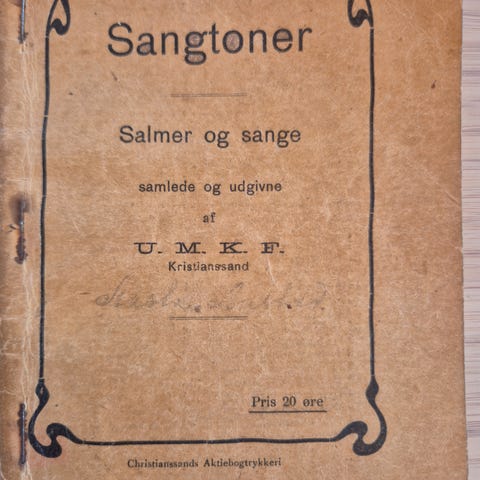 Sangtoner
Salmer og sange
samlede og udgivne
af
U. M. K. F.
Kristianssand
Pris 20 øre
Christianssands Aktiebogtrykkeri